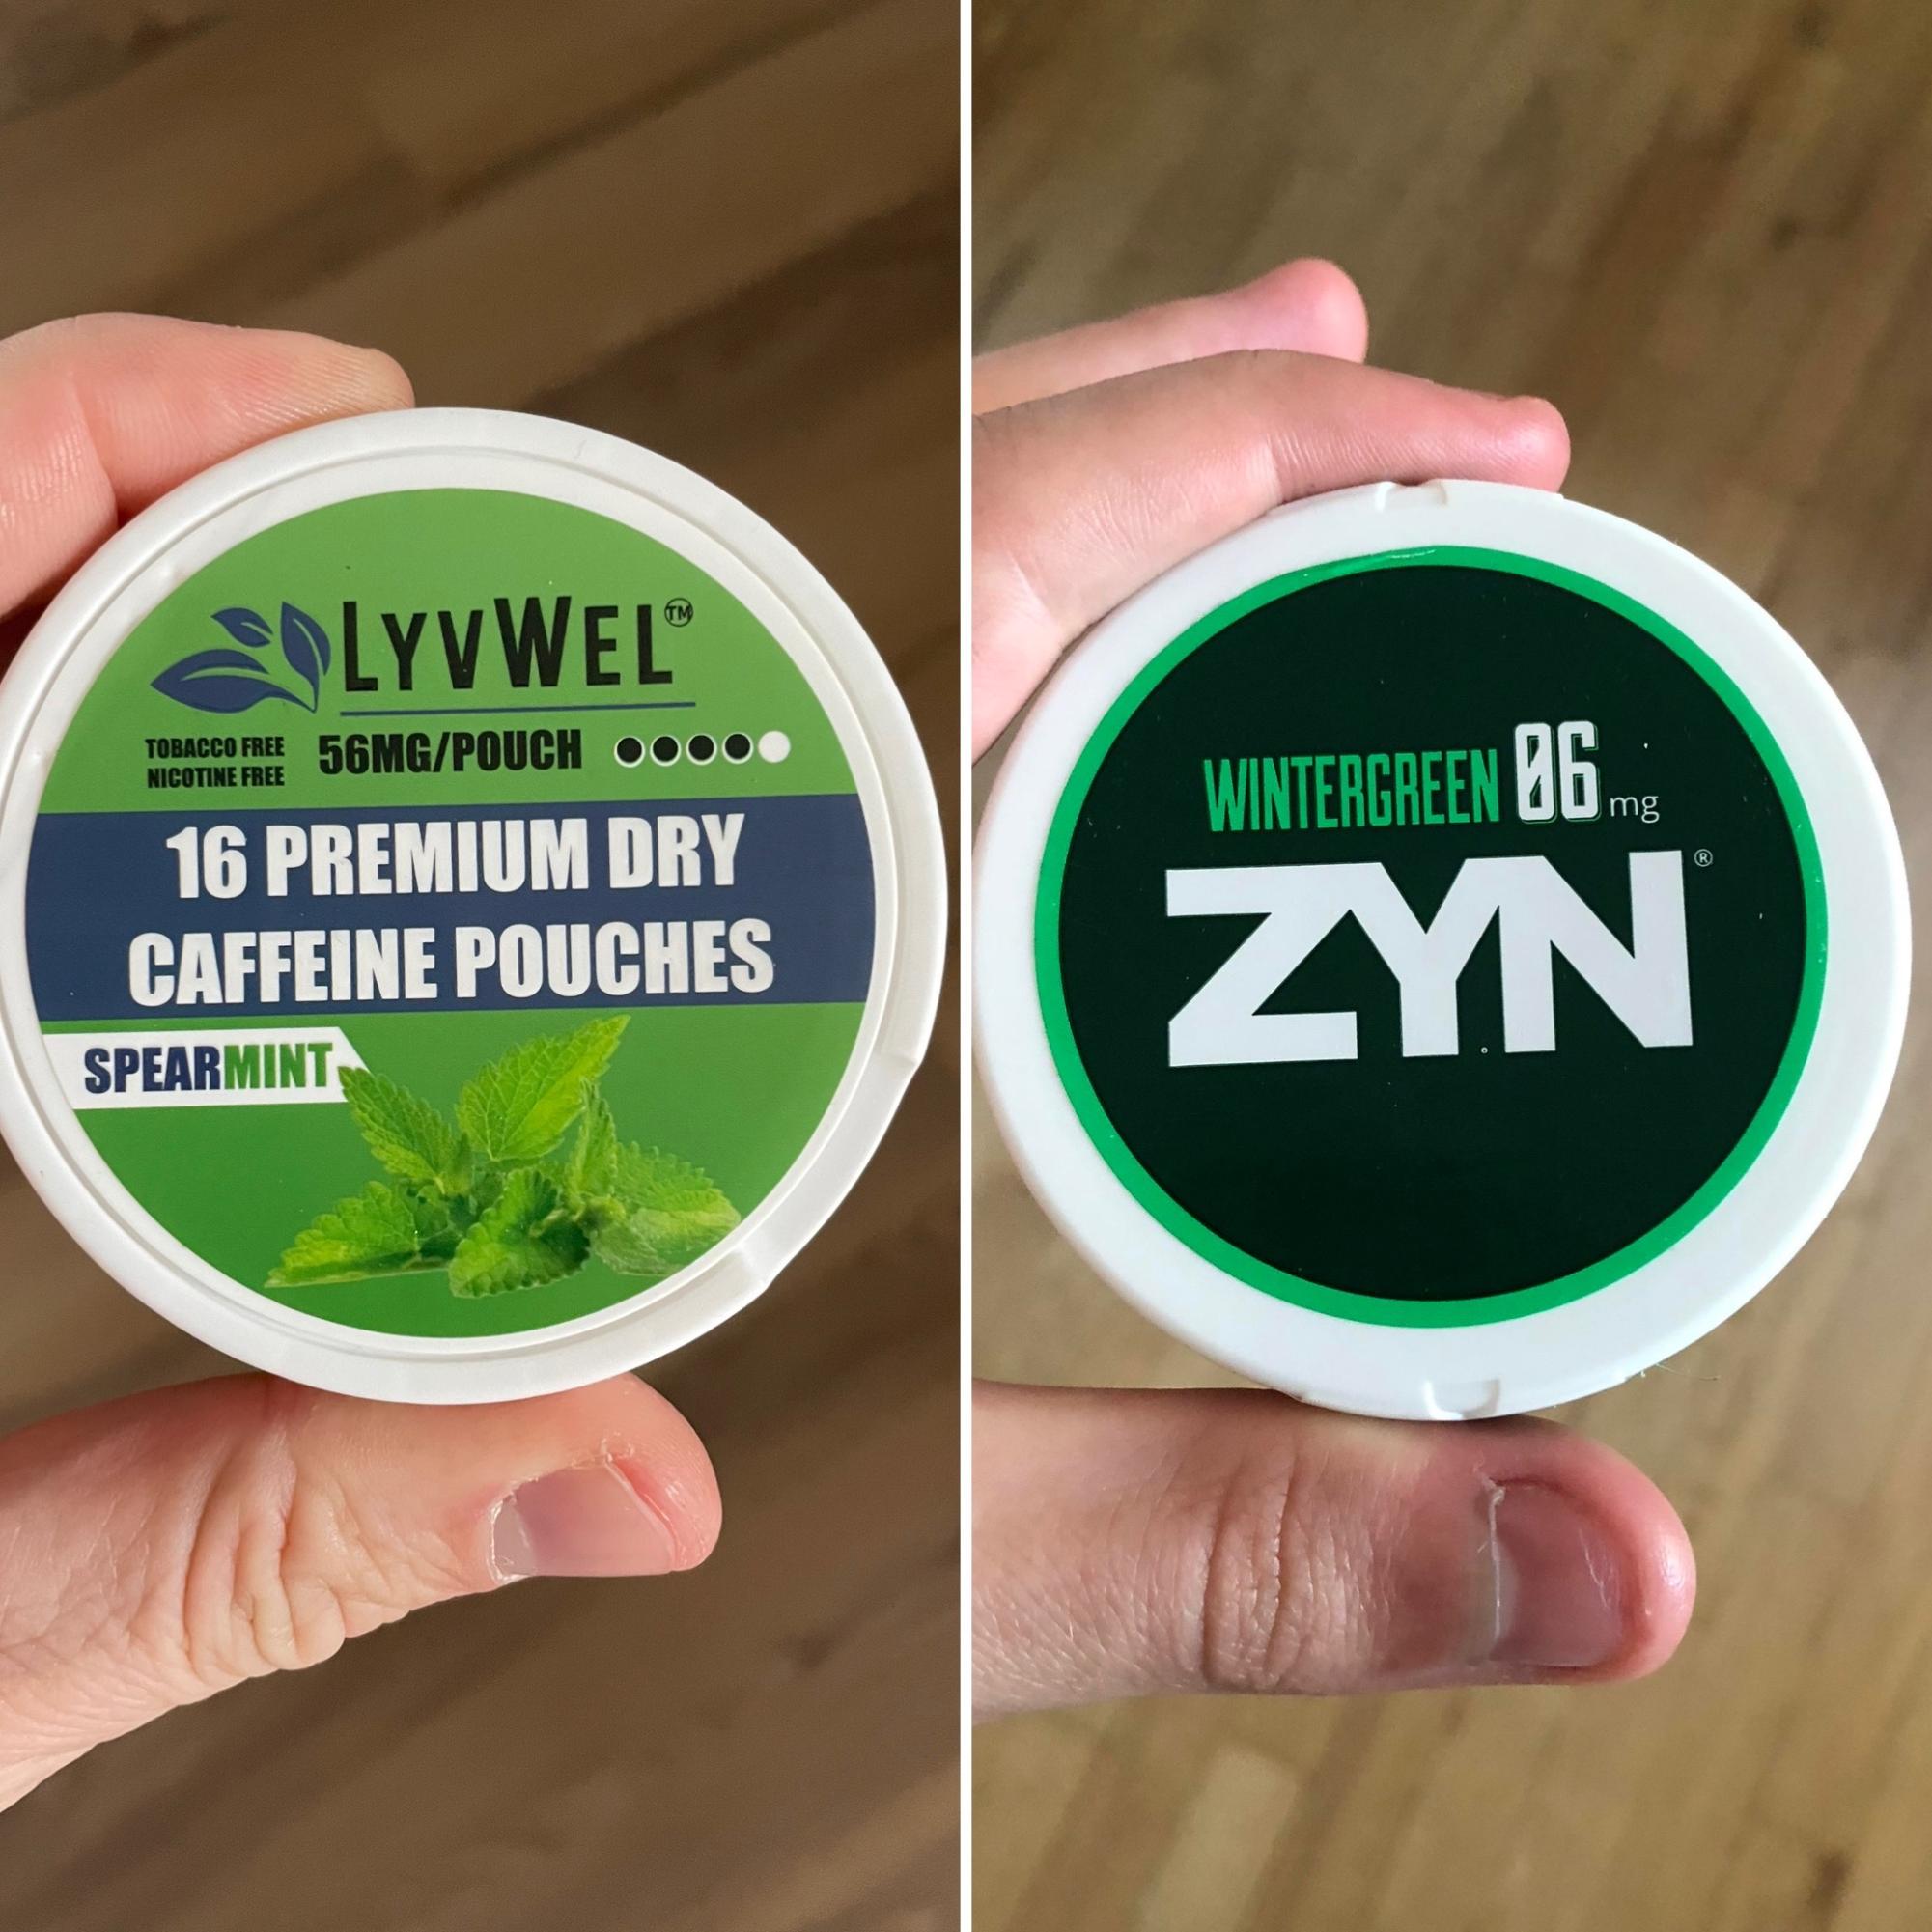 LYVWEL™
TOBACCO FREE
NICOTINE FREE
56MG/POUCH
16 PREMIUM DRY
CAFFEINE POUCHES
SPEARMINT
WINTERGREEN 06 mg
ZYN®